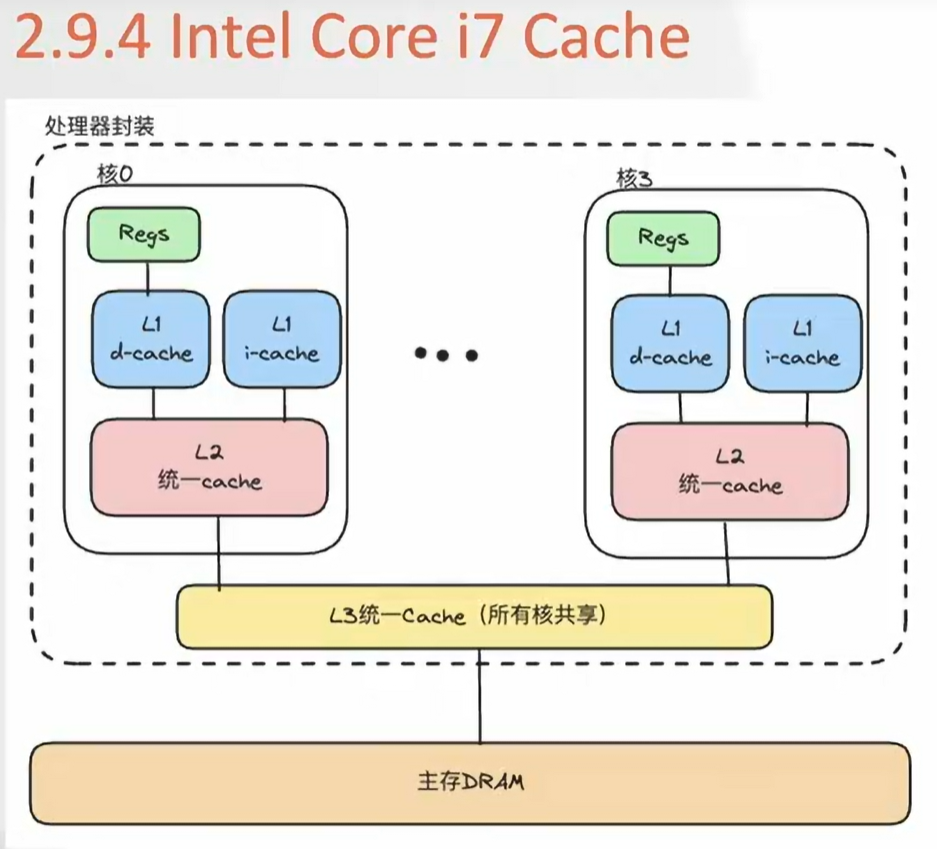 2.9.4 Intel Core i7 Cache
处理器封装
核0
Regs
L1
d-cache
L1
i-cache
L2
统一cache
核3
Regs
L1
d-cache
L1
i-cache
L2
统一cache
L3统一Cache（所有核共享）
主存DRAM